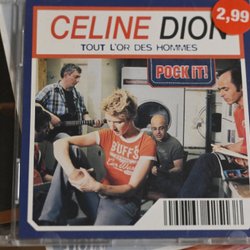 CELINE DION
2,99
TOUT L'OR DES HOMMES
POCK IT!
BUFFS